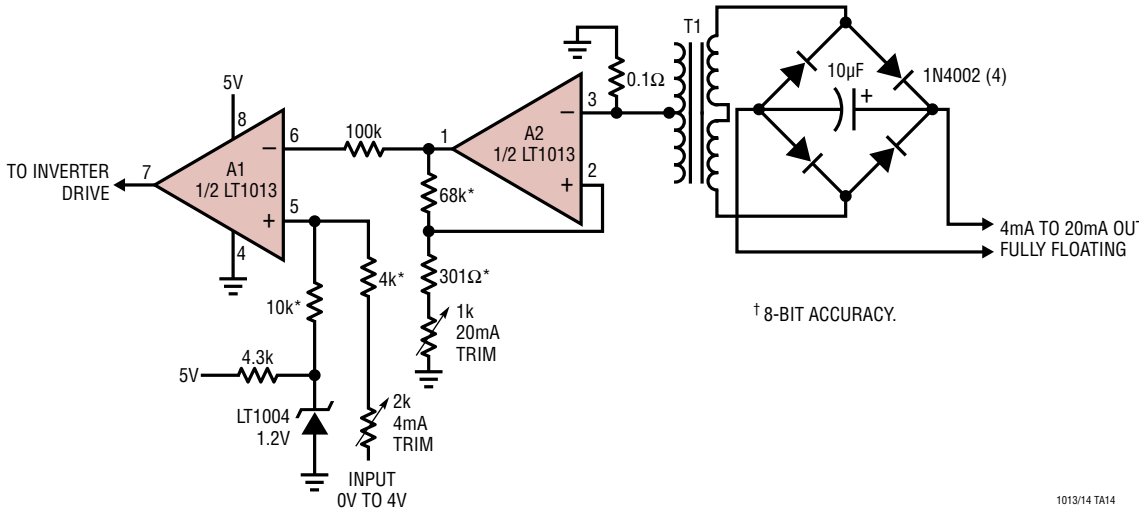 T1
10µF
+
1N4002 (4)
0.1Ω
5V
8
6
−
100k
1
A2
1/2 LT1013
−
3
+
2
TO INVERTER
DRIVE
7
A1
1/2 LT1013
5
+
4
68k*
4k*
301Ω*
10k*
1k
20mA
TRIM
4mA TO 20mA OUT
FULLY FLOATING
† 8-BIT ACCURACY.
4.3k
5V
LT1004
1.2V
2k
4mA
TRIM
INPUT
0V TO 4V
1013/14 TA14